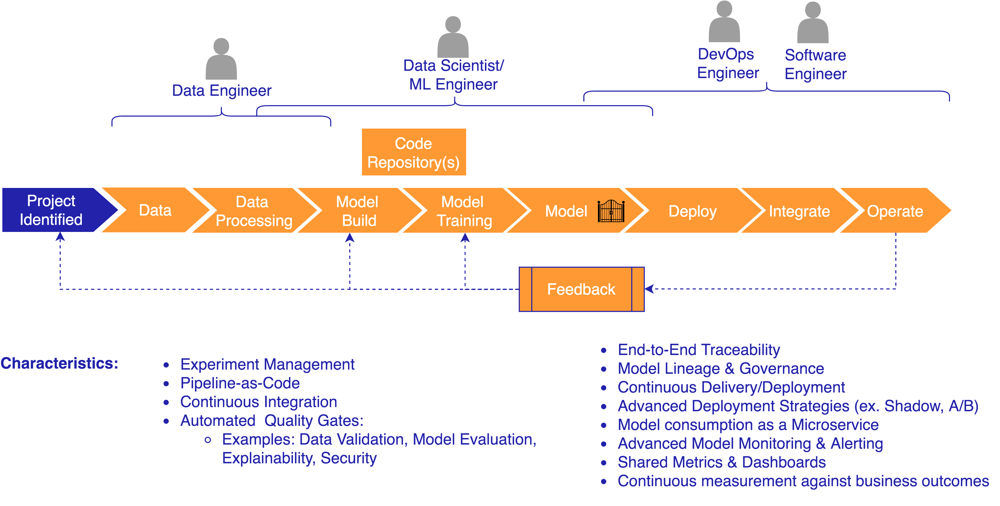 DevOps
Engineer
Software
Engineer
Data Scientist/
ML Engineer
Data Engineer
Code
Repository(s)
Project
Identified
Data
Data
Processing
Model
Build
Model
Training
Model
Deploy
Integrate
Operate
Feedback
Characteristics:
• Experiment Management
• Pipeline-as-Code
• Continuous Integration
• Automated  Quality Gates:
○ Examples: Data Validation, Model Evaluation,
Explainability, Security
• End-to-End Traceability
• Model Lineage & Governance
• Continuous Delivery/Deployment
• Advanced Deployment Strategies (ex. Shadow, A/B)
• Model consumption as a Microservice
• Advanced Model Monitoring & Alerting
• Shared Metrics & Dashboards
• Continuous measurement against business outcomes